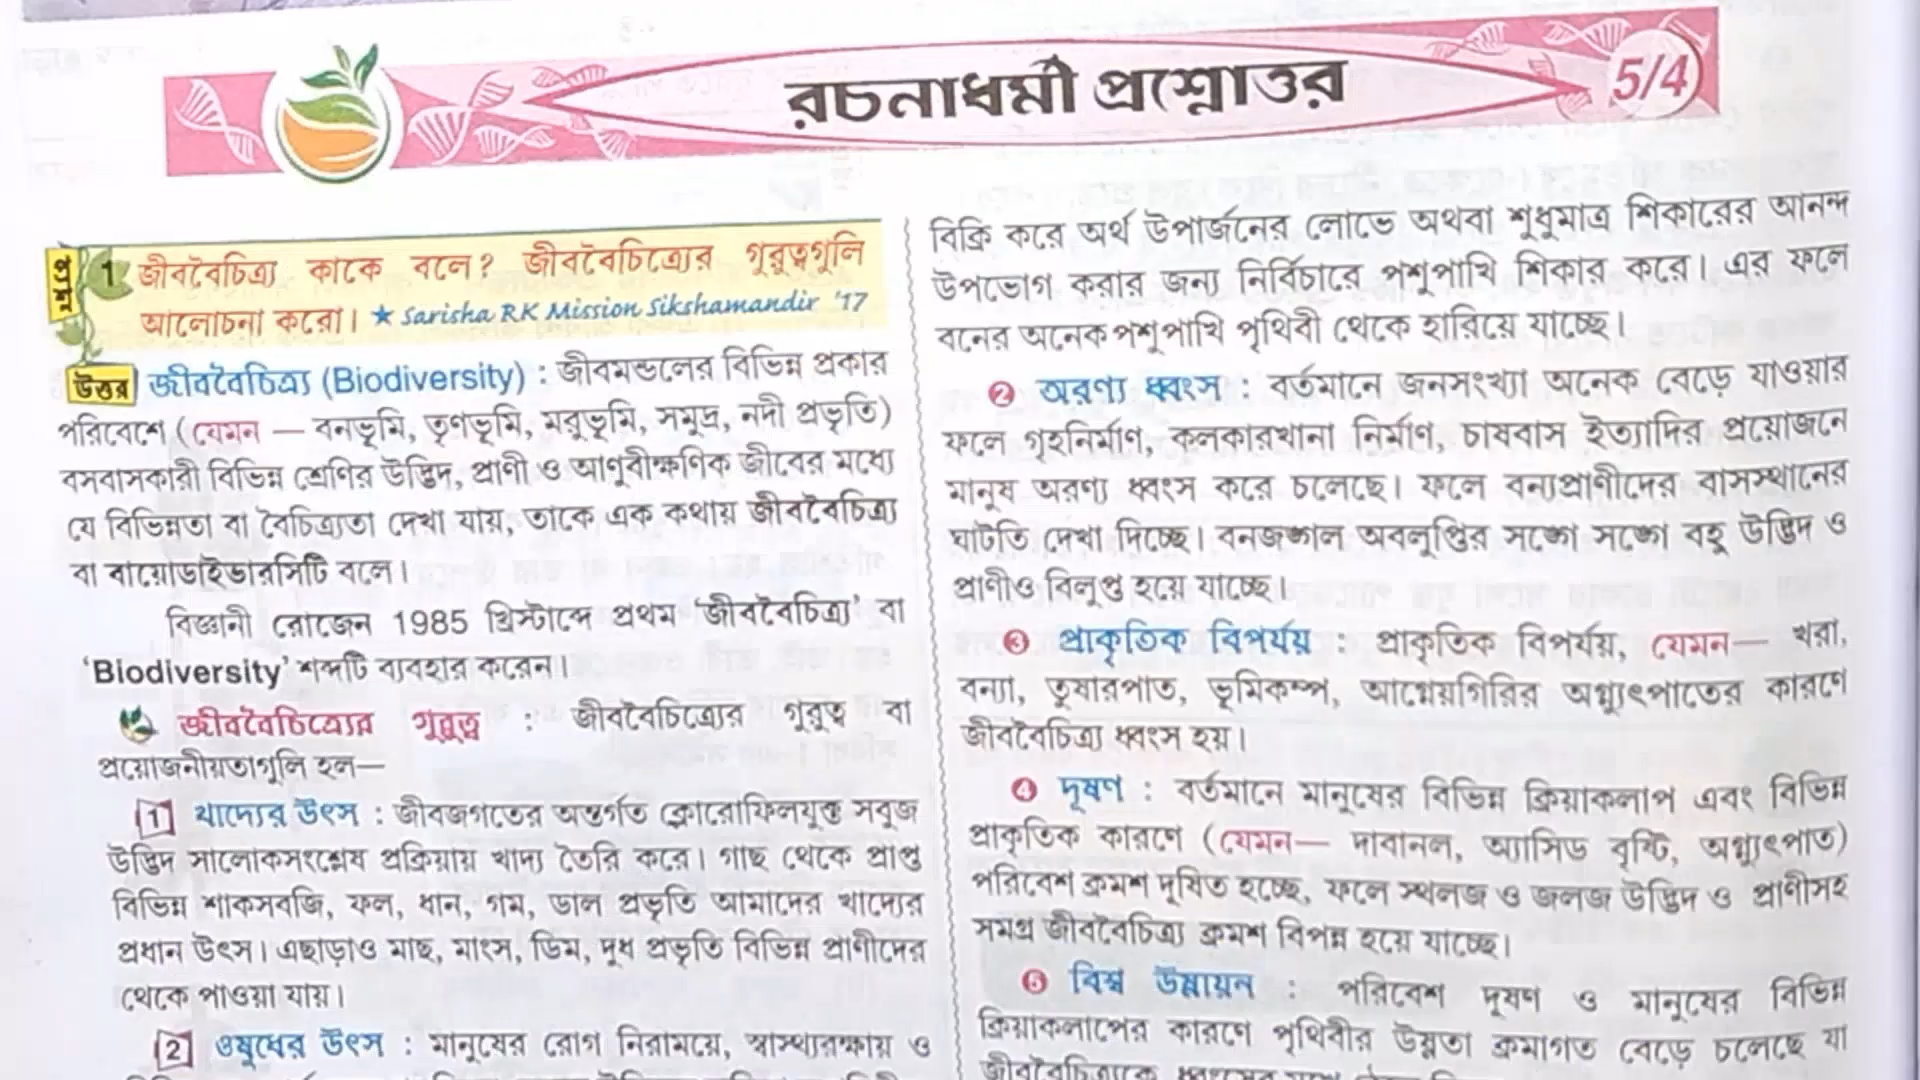 রচনাধর্মী প্রশ্নোত্তর
5/4
প্রশ্ন 1 জীববৈচিত্র্য কাকে বলে? জীববৈচিত্র্যের গুরুত্বগুলি
আলোচনা করো। ★ Sarisha RK Mission Sikshamandir '17
উত্তর জীববৈচিত্র্য (Biodiversity) : জীবমণ্ডলের বিভিন্ন প্রকার
পরিবেশে (যেমন — বনভূমি, তৃণভূমি, মরুভূমি, সমুদ্র, নদী প্রভৃতি)
বসবাসকারী বিভিন্ন শ্রেণির উদ্ভিদ, প্রাণী ও আণুবীক্ষণিক জীবের মধ্যে
যে বিভিন্নতা বা বৈচিত্র্যতা দেখা যায়, তাকে এক কথায় জীববৈচিত্র্য
বা বায়োডাইভারসিটি বলে।
বিজ্ঞানী রোজেন 1985 খ্রিস্টাব্দে প্রথম 'জীববৈচিত্র্য' বা
'Biodiversity' শব্দটি ব্যবহার করেন।
জীববৈচিত্র্যের গুরুত্ব : জীববৈচিত্র্যের গুরুত্ব বা
প্রয়োজনীয়তাগুলি হল—
1 খাদ্যের উৎস : জীবজগতের অন্তর্গত ক্লোরোফিলযুক্ত সবুজ
উদ্ভিদ সালোকসংশ্লেষ প্রক্রিয়ায় খাদ্য তৈরি করে। গাছ থেকে প্রাপ্ত
বিভিন্ন শাকসবজি, ফল, ধান, গম, ডাল প্রভৃতি আমাদের খাদ্যের
প্রধান উৎস। এছাড়াও মাছ, মাংস, ডিম, দুধ প্রভৃতি বিভিন্ন প্রাণীদের
থেকে পাওয়া যায়।
2 ওষুধের উৎস : মানুষের রোগ নিরাময়ে, স্বাস্থ্যরক্ষায় ও
বিক্রি করে অর্থ উপার্জনের লোভে অথবা শুধুমাত্র শিকারের আনন্দ
উপভোগ করার জন্য নির্বিচারে পশুপাখি শিকার করে। এর ফলে
বনের অনেক পশুপাখি পৃথিবী থেকে হারিয়ে যাচ্ছে।
2 অরণ্য ধ্বংস : বর্তমানে জনসংখ্যা অনেক বেড়ে যাওয়ার
ফলে গৃহনির্মাণ, কলকারখানা নির্মাণ, চাষবাস ইত্যাদির প্রয়োজনে
মানুষ অরণ্য ধ্বংস করে চলেছে। ফলে বন্যপ্রাণীদের বাসস্থানের
ঘাটতি দেখা দিচ্ছে। বনজঙ্গল অবলুপ্তির সঙ্গে সঙ্গে বহু উদ্ভিদ ও
প্রাণীও বিলুপ্ত হয়ে যাচ্ছে।
3 প্রাকৃতিক বিপর্যয় : প্রাকৃতিক বিপর্যয়, যেমন— খরা,
বন্যা, তুষারপাত, ভূমিকম্প, আগ্নেয়গিরির অগ্ন্যুৎপাতের কারণে
জীববৈচিত্র্য ধ্বংস হয়।
4 দূষণ : বর্তমানে মানুষের বিভিন্ন ক্রিয়াকলাপ এবং বিভিন্ন
প্রাকৃতিক কারণে (যেমন— দাবানল, অ্যাসিড বৃষ্টি, অগ্ন্যুৎপাত)
পরিবেশ ক্রমশ দূষিত হচ্ছে, ফলে স্থলজ ও জলজ উদ্ভিদ ও প্রাণীসহ
সমগ্র জীববৈচিত্র্য ক্রমশ বিপন্ন হয়ে যাচ্ছে।
5 বিশ্ব উষ্ণায়ন : পরিবেশ দূষণ ও মানুষের বিভিন্ন
ক্রিয়াকলাপের কারণে পৃথিবীর উষ্ণতা ক্রমাগত বেড়ে চলেছে যা